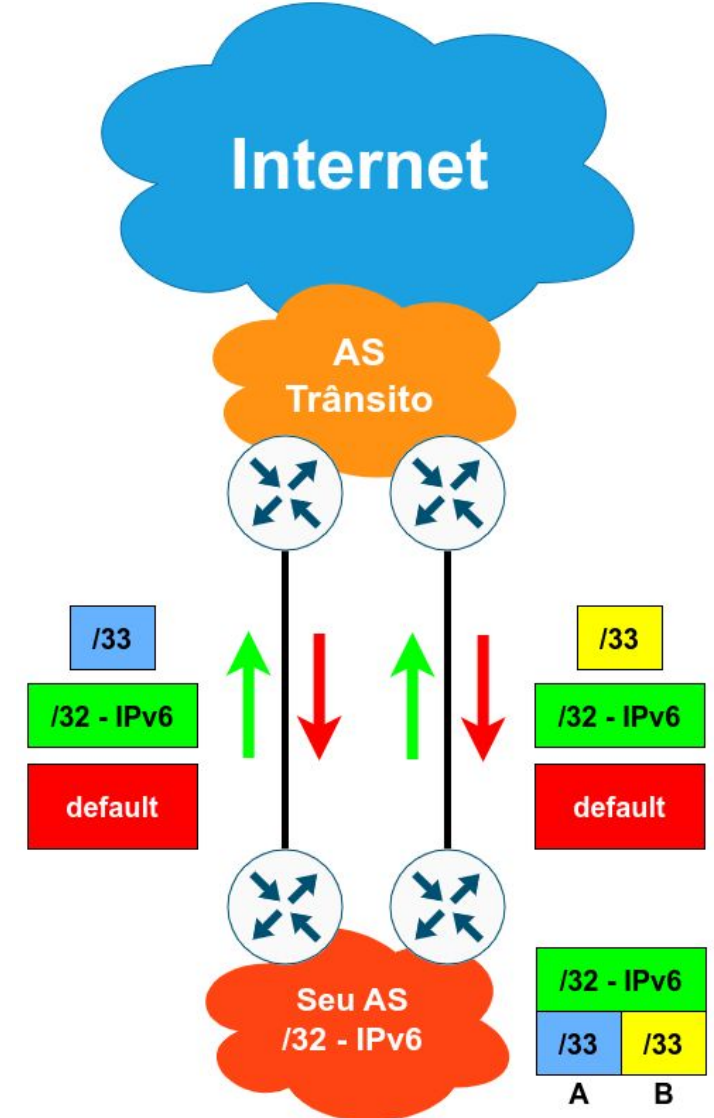 Internet
AS
Trânsito
/33
/33
/32 - IPv6
/32 - IPv6
default
default
Seu AS
/32 - IPv6
/32 - IPv6
/33
/33
A
B